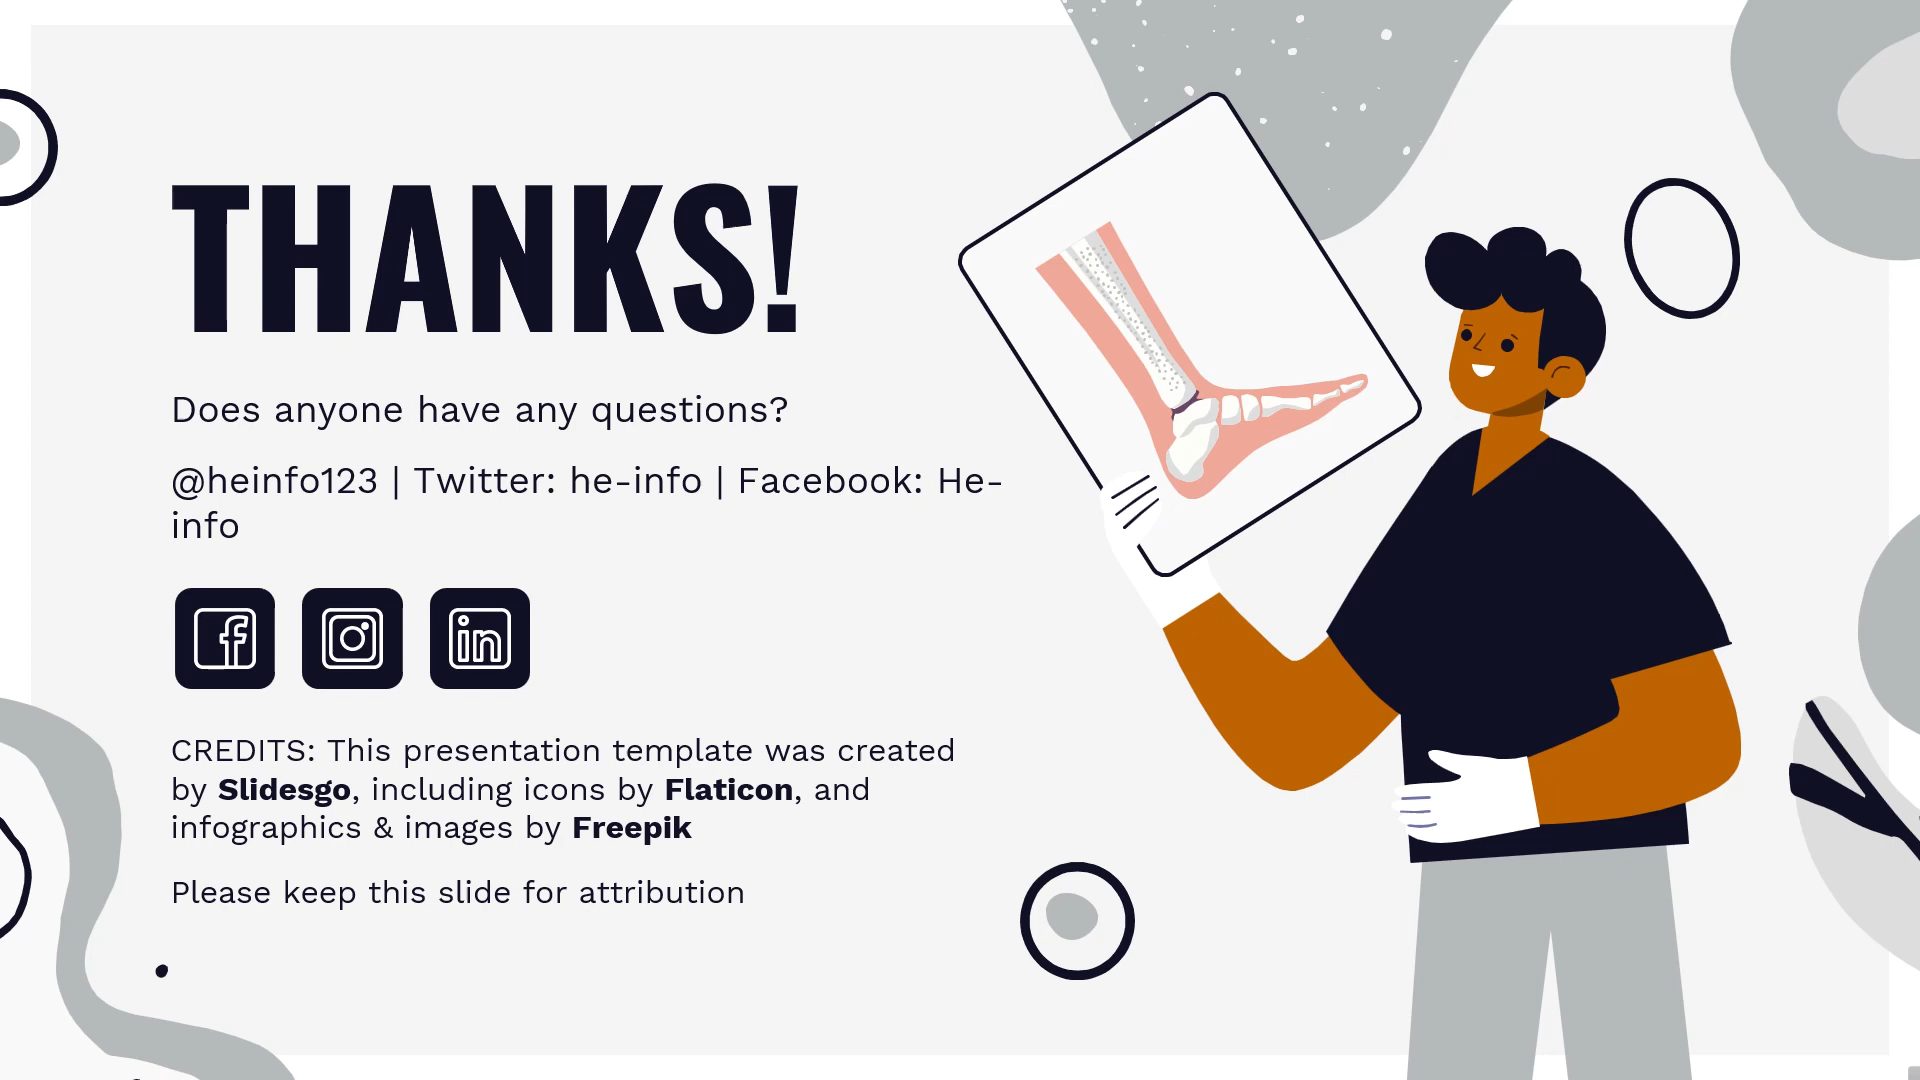 THANKS!
Does anyone have any questions?
@heinfo123 | Twitter: he-info | Facebook: He-
info
CREDITS: This presentation template was created
by Slidesgo, including icons by Flaticon, and
infographics & images by Freepik
Please keep this slide for attribution